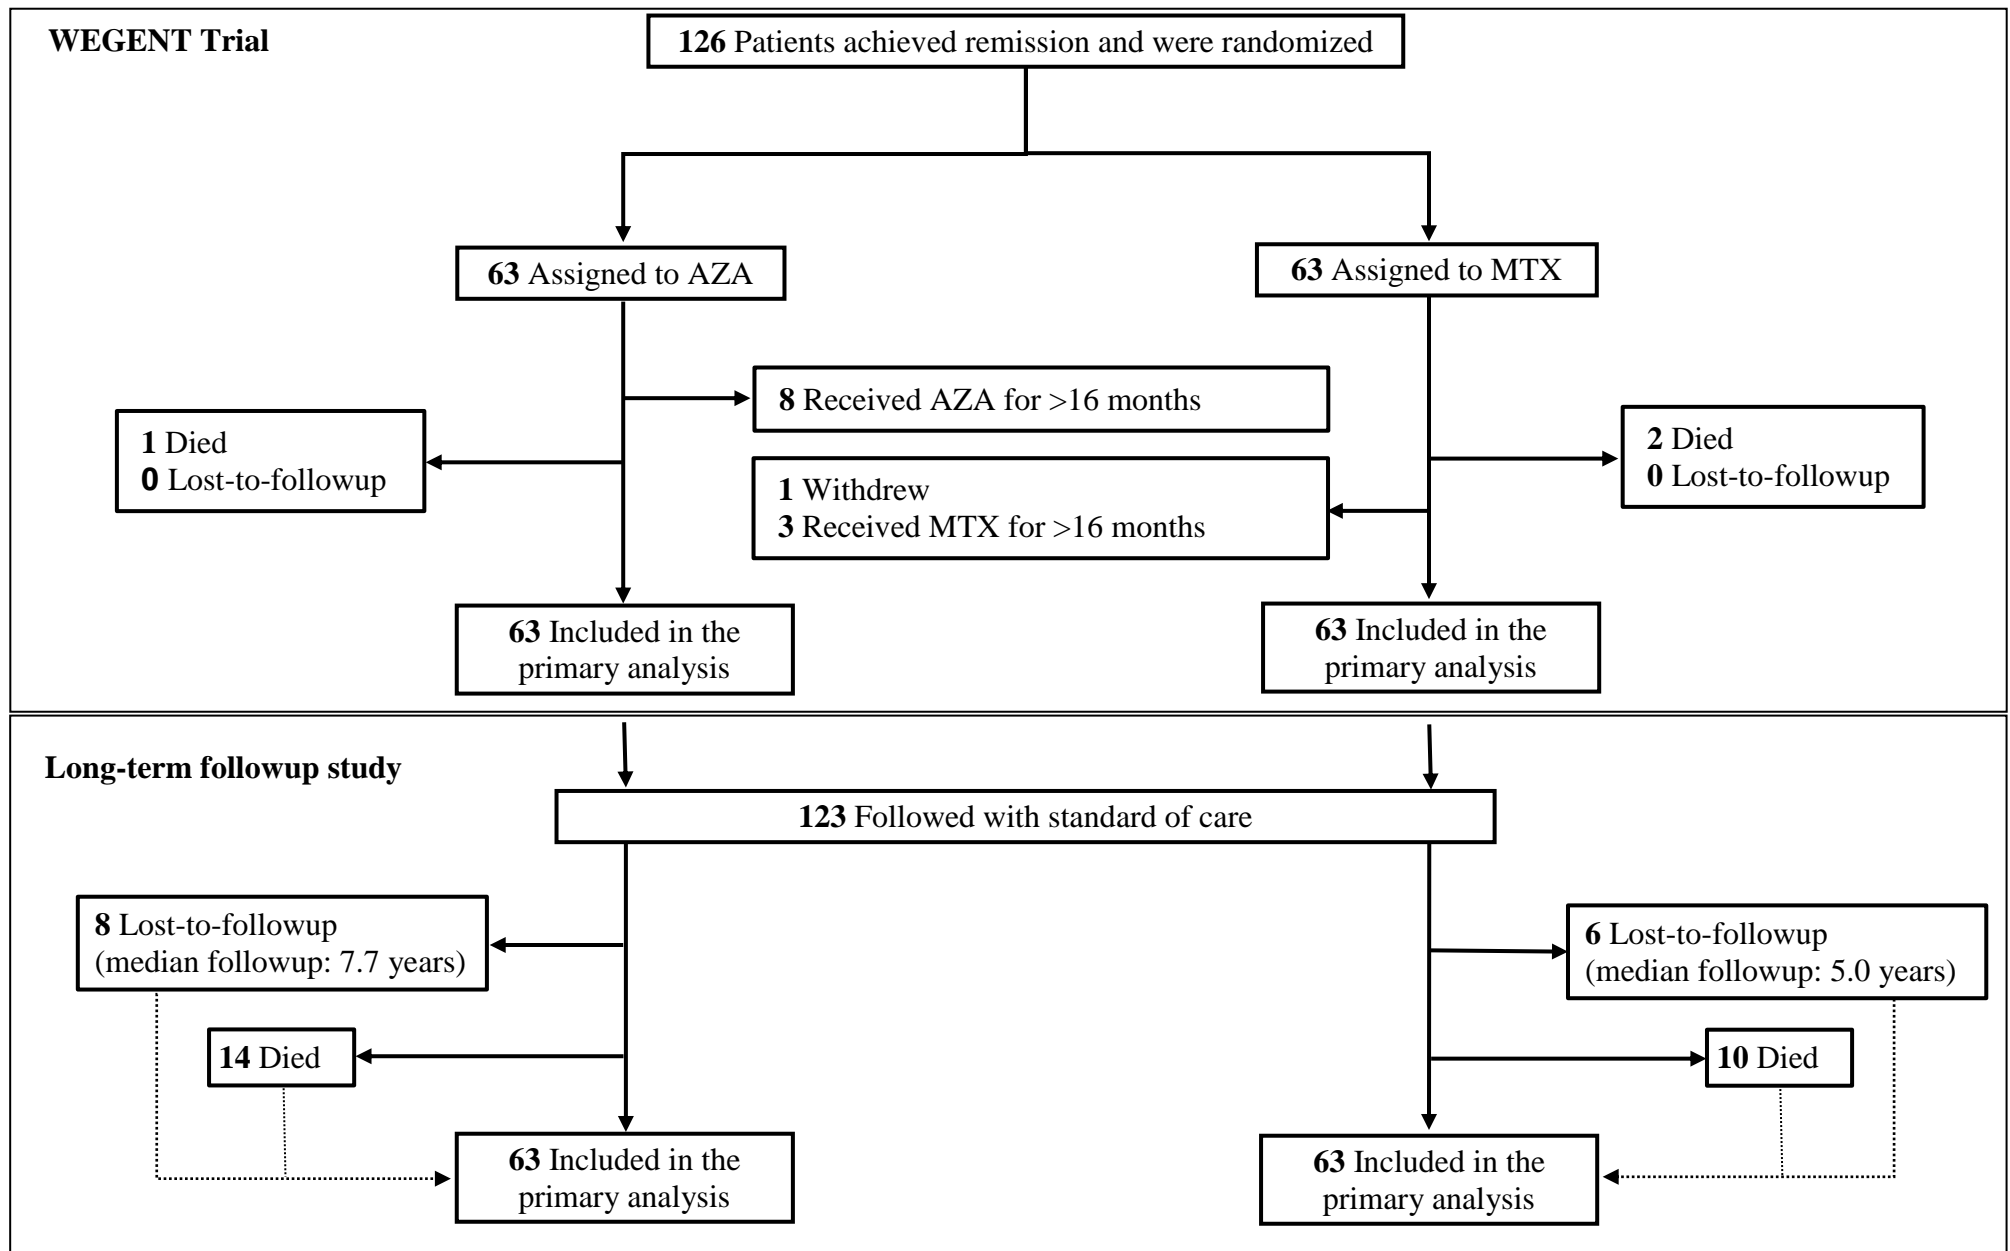 WEGENT Trial
126 Patients achieved remission and were randomized
63 Assigned to AZA
63 Assigned to MTX
8 Received AZA for >16 months
1 Died
0 Lost-to-followup
2 Died
0 Lost-to-followup
1 Withdrew
3 Received MTX for >16 months
63 Included in the
primary analysis
63 Included in the
primary analysis
Long-term followup study
123 Followed with standard of care
8 Lost-to-followup
(median followup: 7.7 years)
6 Lost-to-followup
(median followup: 5.0 years)
14 Died
10 Died
63 Included in the
primary analysis
63 Included in the
primary analysis